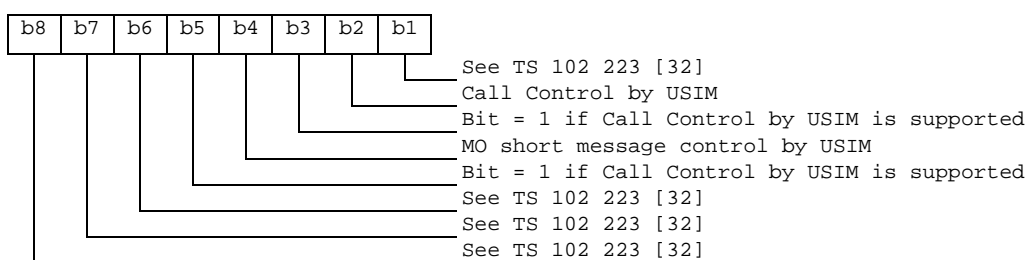 b8 b7 b6 b5 b4 b3 b2 b1
See TS 102 223 [32]
Call Control by USIM
Bit = 1 if Call Control by USIM is supported
MO short message control by USIM
Bit = 1 if Call Control by USIM is supported
See TS 102 223 [32]
See TS 102 223 [32]
See TS 102 223 [32]